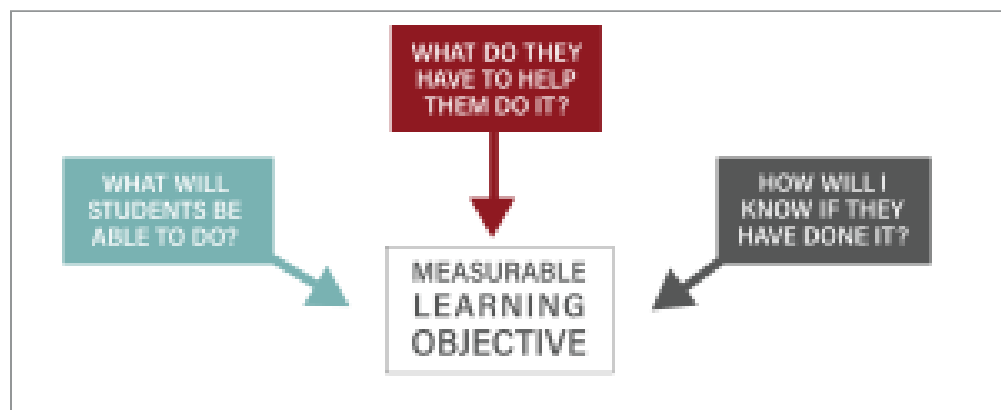 WHAT DO THEY
HAVE TO HELP
THEM DO IT?
WHAT WILL
STUDENTS BE
ABLE TO DO?
HOW WILL I
KNOW IF THEY
HAVE DONE IT?
MEASURABLE
LEARNING
OBJECTIVE